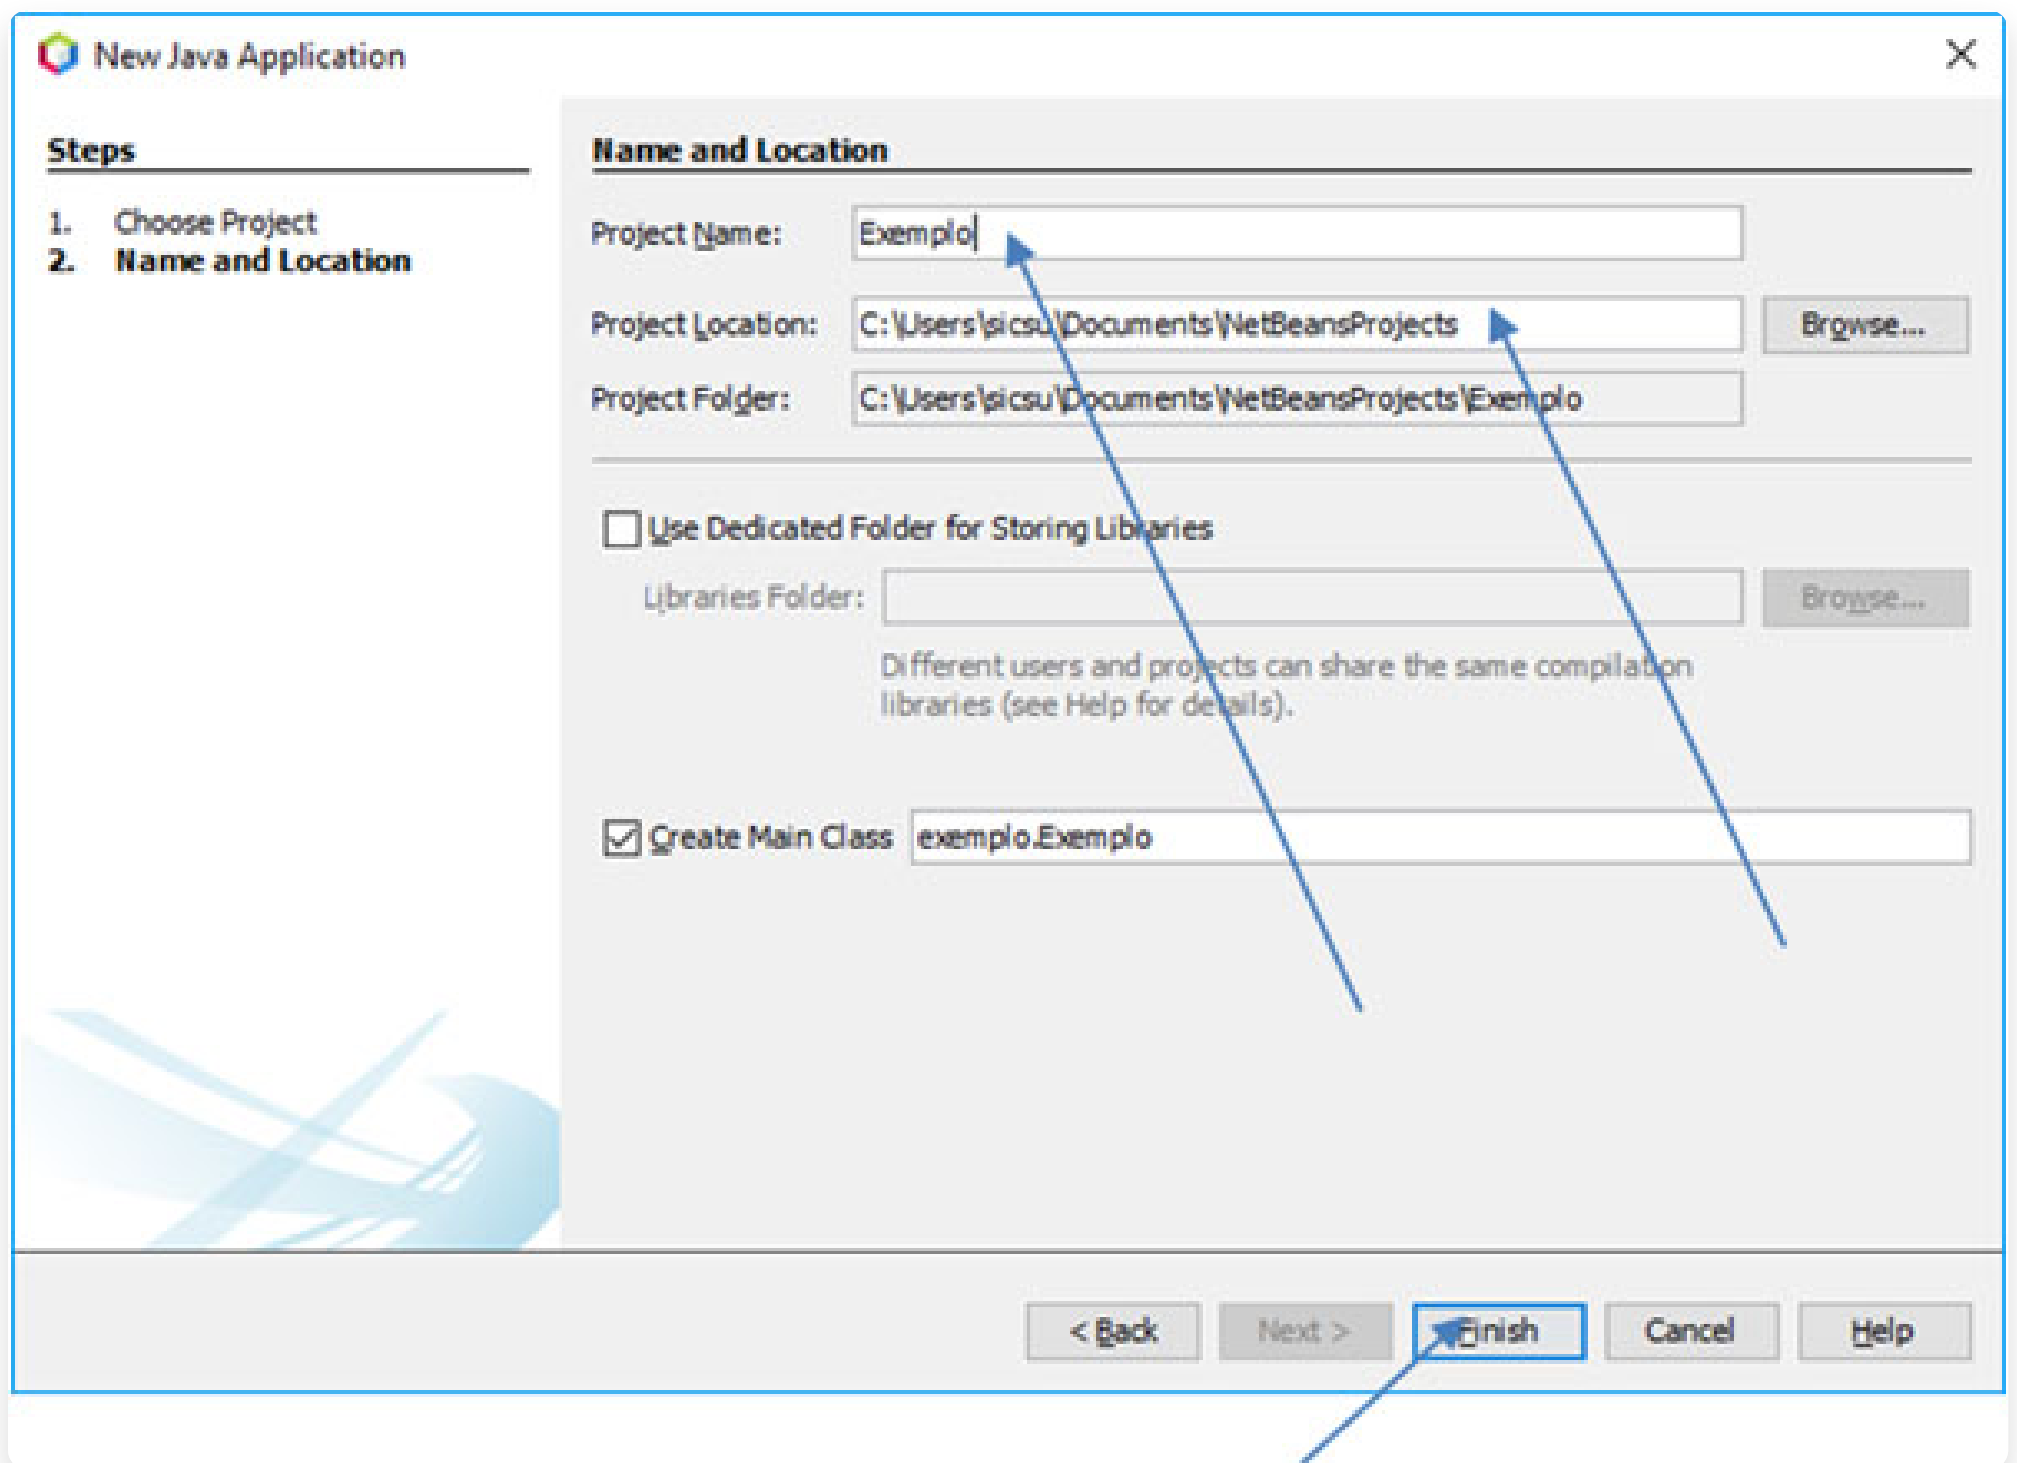 New Java Application
Steps
1. Choose Project
2. Name and Location
Name and Location
Project Name: Exemplo
Project Location: C:\Users\sicsu\Documents\NetBeansProjects Browse...
Project Folder: C:\Users\sicsu\Documents\NetBeansProjects\Exemplo
Use Dedicated Folder for Storing Libraries
Libraries Folder: Browse...
Different users and projects can share the same compilation
libraries (see Help for details).
Create Main Class exemplo.Exemplo
< Back Next > Finish Cancel Help